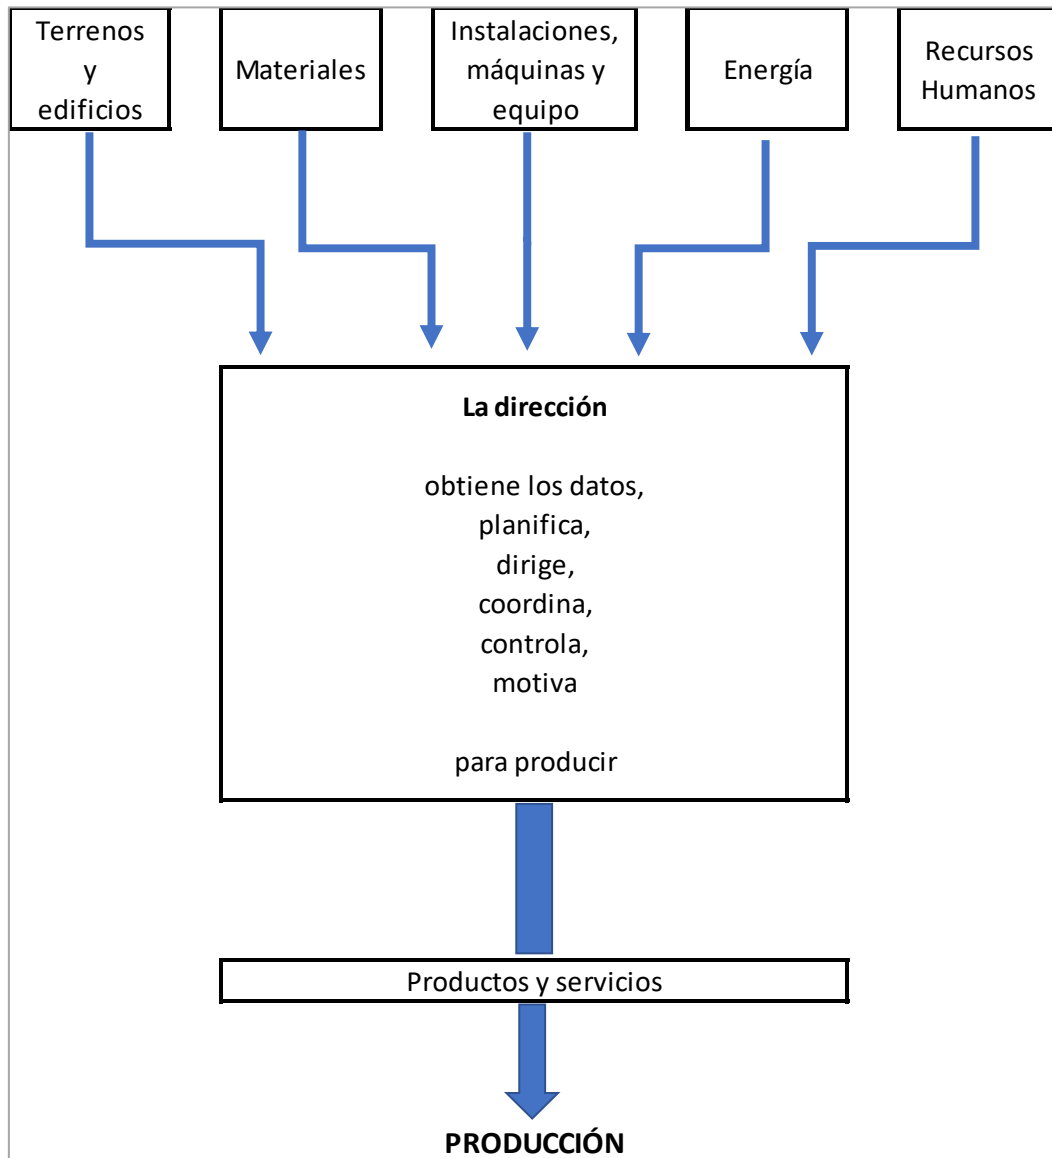 Terrenos
y
edificios
Materiales
Instalaciones,
máquinas y
equipo
Energía
Recursos
Humanos
La dirección
obtiene los datos,
planifica,
dirige,
coordina,
controla,
motiva
para producir
Productos y servicios
PRODUCCIÓN